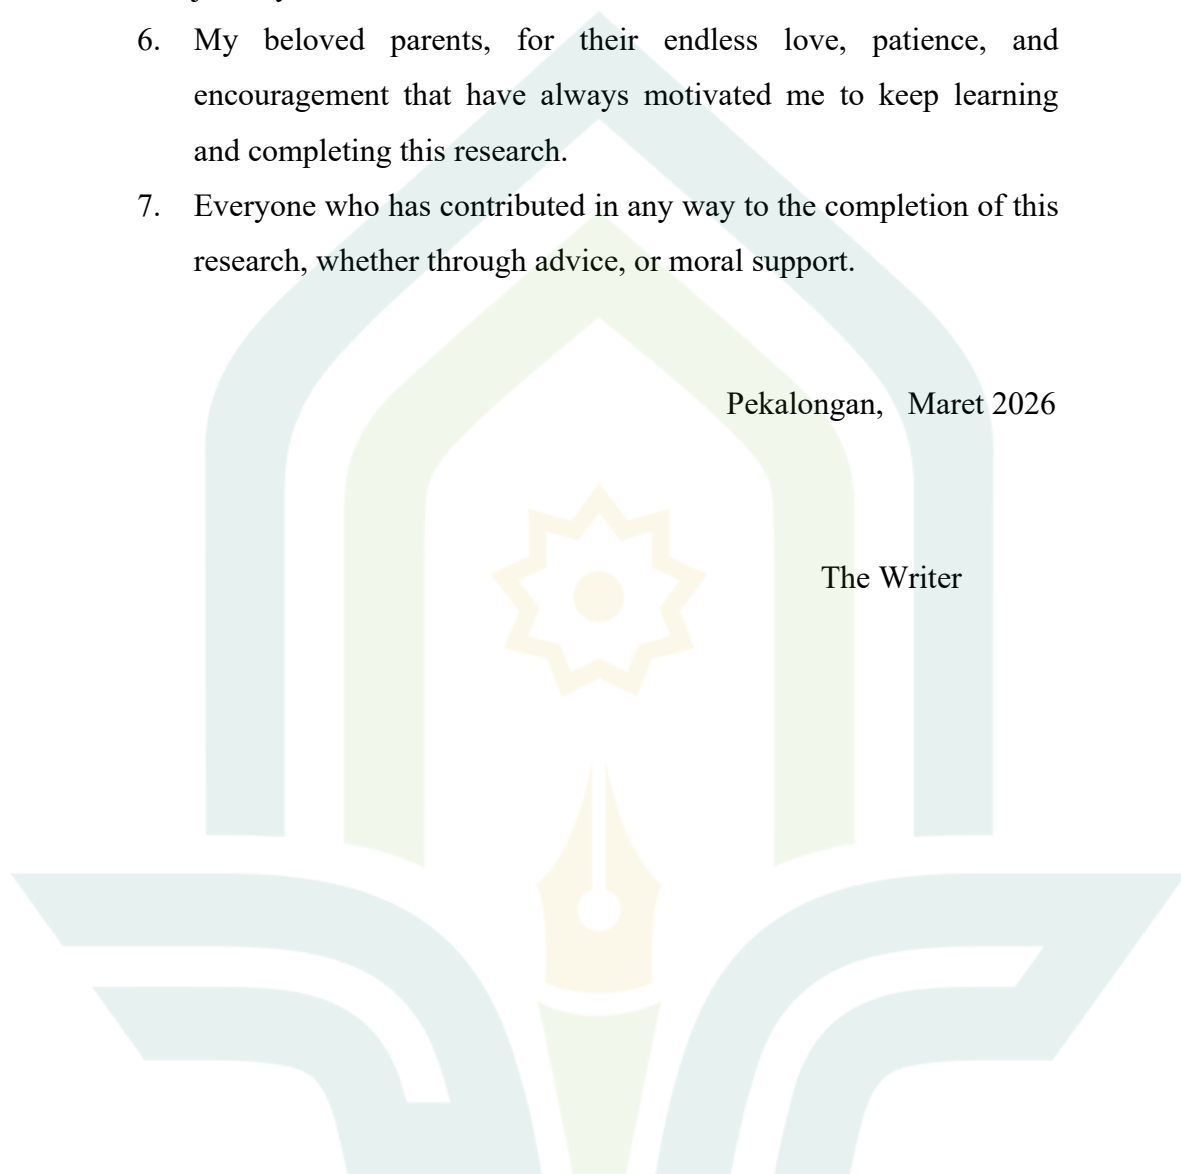 6. My beloved parents, for their endless love, patience, and
encouragement that have always motivated me to keep learning
and completing this research.
7. Everyone who has contributed in any way to the completion of this
research, whether through advice, or moral support.
Pekalongan, Maret 2026
The Writer